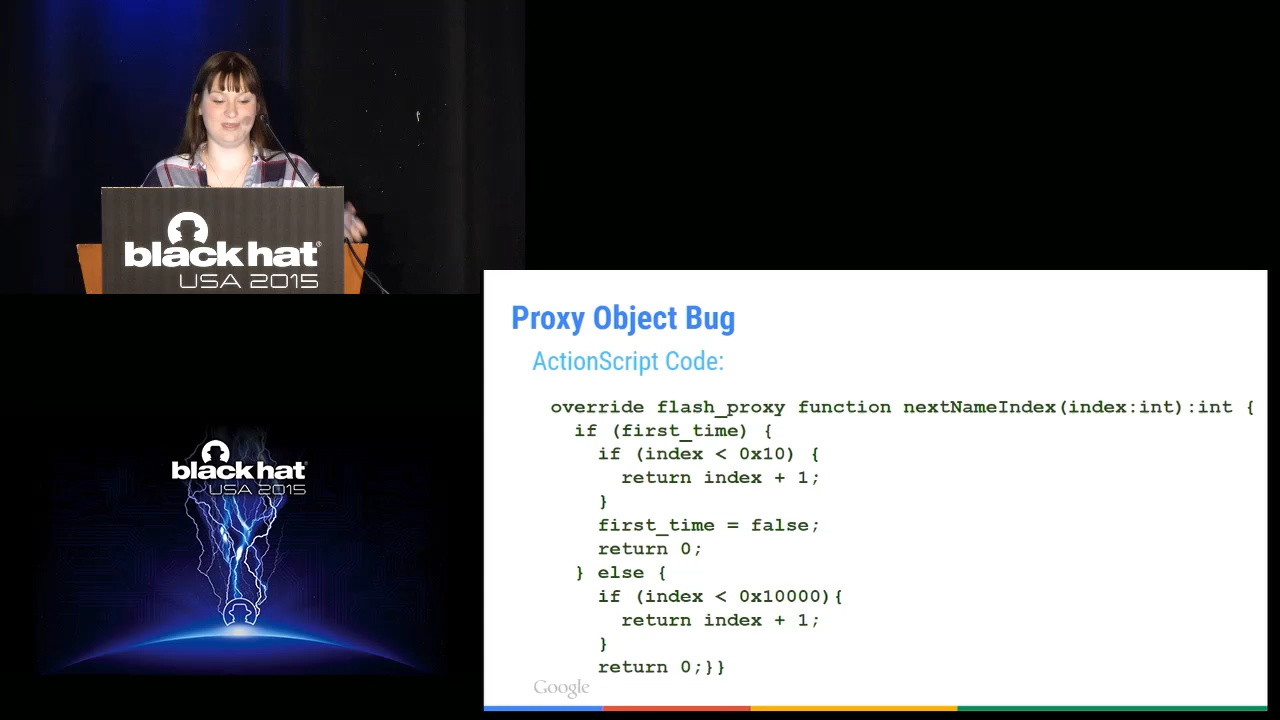 black hat®
USA 2015
Proxy Object Bug
ActionScript Code:
override flash_proxy function nextNameIndex(index:int):int {
if (first_time) {
if (index < 0x10) {
return index + 1;
}
first_time = false;
return 0;
} else {
if (index < 0x10000){
return index + 1;
}
return 0;}}
Google
black hat®
USA 2015